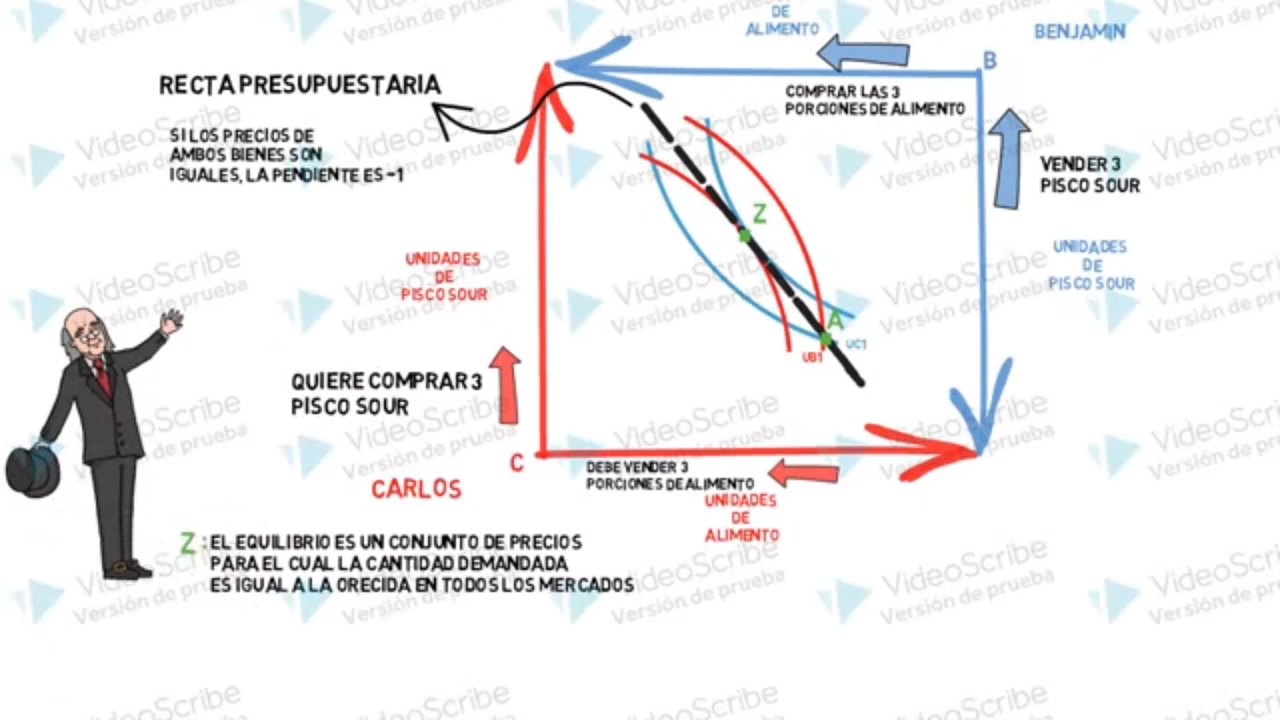 DE
ALIMENTO
BENJAMIN
B
RECTA PRESUPUESTARIA
COMPRAR LAS 3
PORCIONES DE ALIMENTO
SI LOS PRECIOS DE
AMBOS BIENES SON
IGUALES, LA PENDIENTE ES -1
VENDER 3
PISCO SOUR
Z
UNIDADES
DE
PISCO SOUR
UNIDADES
DE
PISCO SOUR
A
UC1
UB1
QUIERE COMPRAR 3
PISCO SOUR
C
DEBE VENDER 3
PORCIONES DE ALIMENTO
CARLOS
UNIDADES
DE
ALIMENTO
Z : EL EQUILIBRIO ES UN CONJUNTO DE PRECIOS
PARA EL CUAL LA CANTIDAD DEMANDADA
ES IGUAL A LA ORECIDA EN TODOS LOS MERCADOS
VideoScribe
Versión de prueba